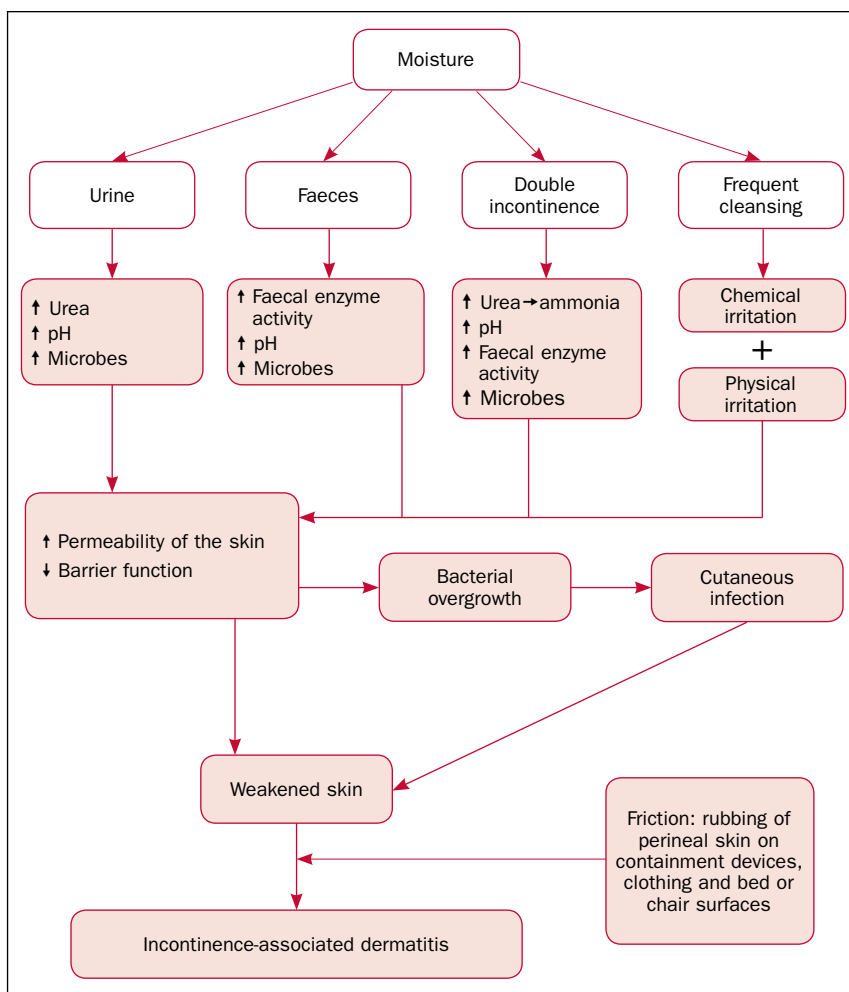 Moisture
Urine
Faeces
Double
incontinence
Frequent
cleansing
↑ Urea
↑ pH
↑ Microbes
↑ Faecal enzyme
activity
↑ pH
↑ Microbes
↑ Urea→ammonia
↑ pH
↑ Faecal enzyme
activity
↑ Microbes
Chemical
irritation
+
Physical
irritation
↑ Permeability of the skin
↓ Barrier function
Bacterial
overgrowth
Cutaneous
infection
Weakened skin
Friction: rubbing of
perineal skin on
containment devices,
clothing and bed or
chair surfaces
Incontinence-associated dermatitis